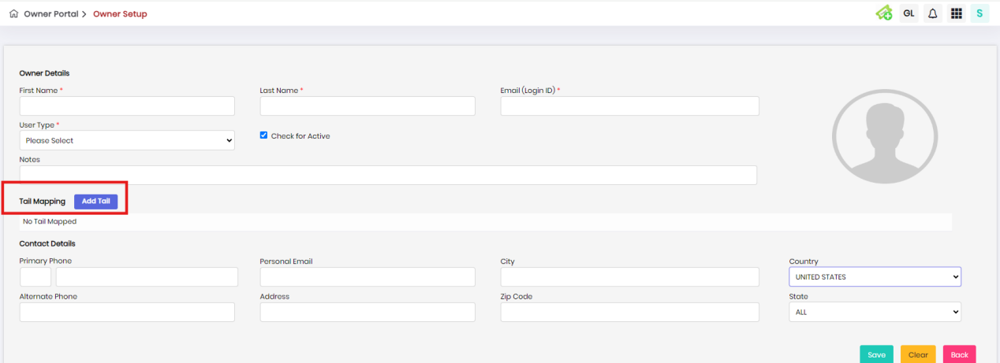 Owner Portal > Owner Setup
GL
S
Owner Details
First Name *
Last Name *
Email (Login ID) *
User Type *
Please Select
Check for Active
Notes
Tail Mapping
Add Tail
No Tail Mapped
Contact Details
Primary Phone
Personal Email
City
Country
UNITED STATES
Alternate Phone
Address
Zip Code
State
ALL
Save
Clear
Back